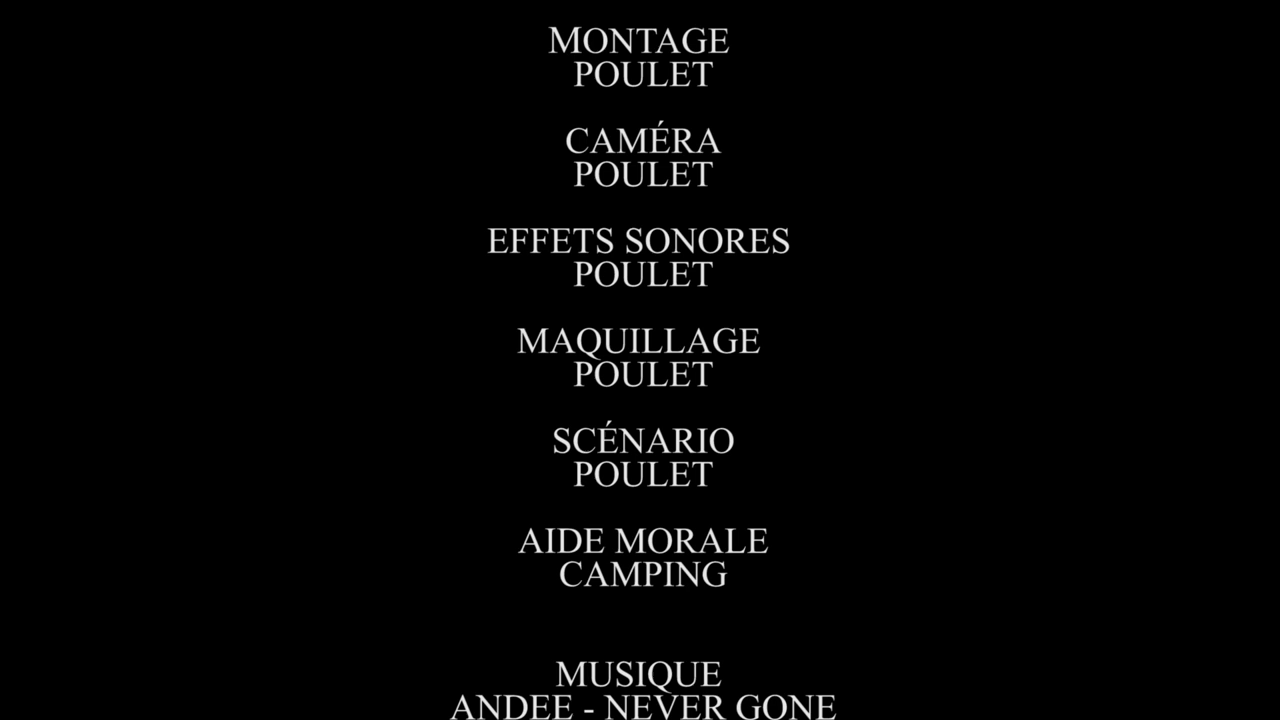 MONTAGE
POULET
CAMÉRA
POULET
EFFETS SONORES
POULET
MAQUILLAGE
POULET
SCÉNARIO
POULET
AIDE MORALE
CAMPING
MUSIQUE
ANDEE - NEVER GONE